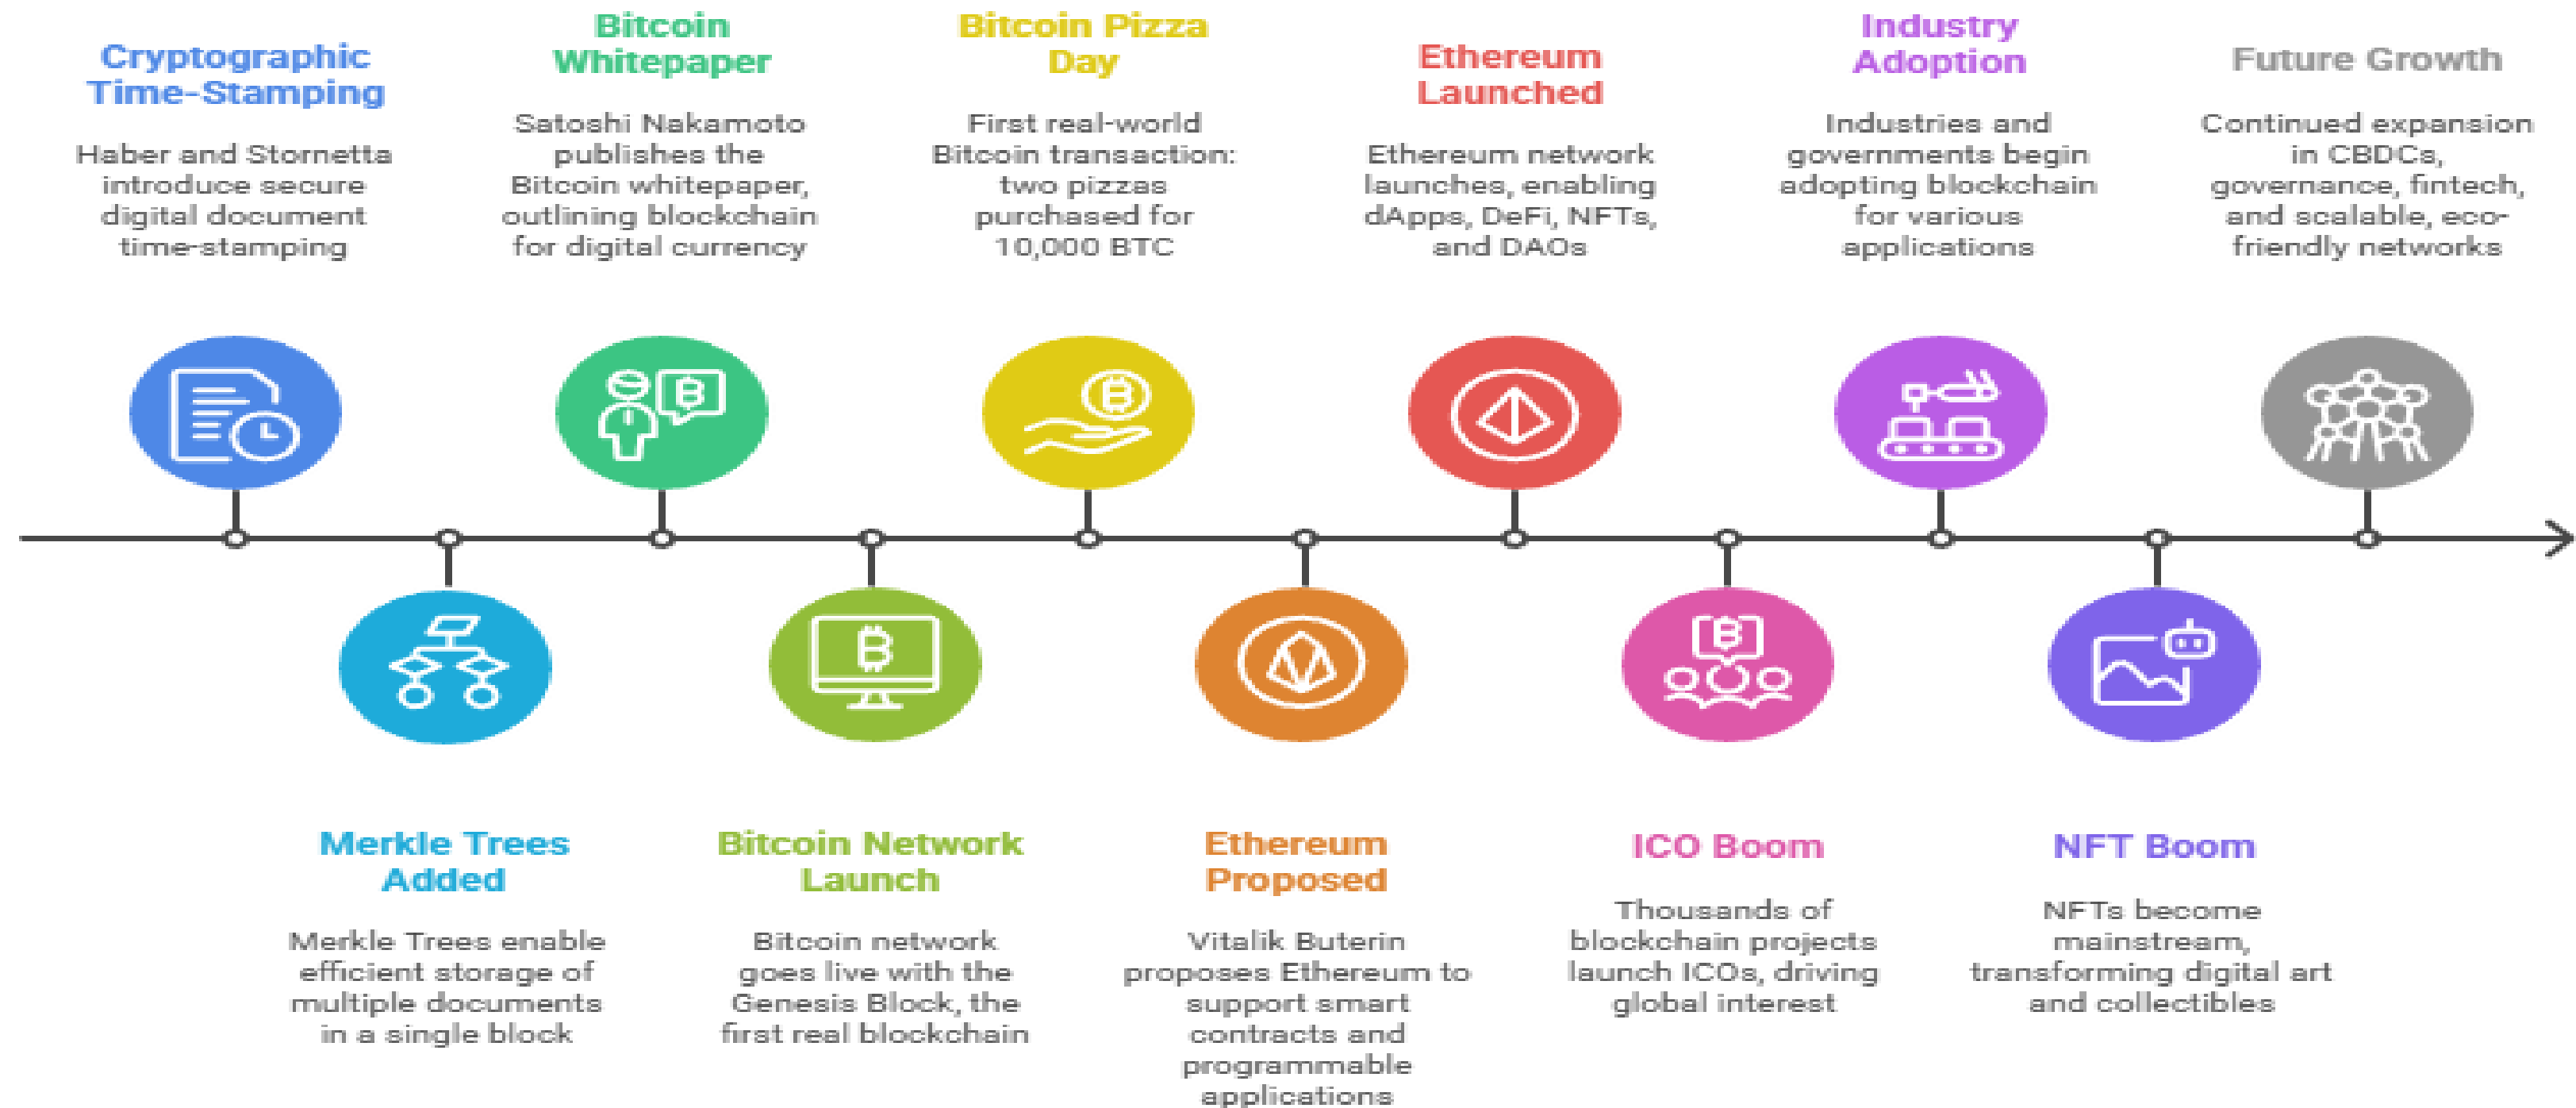 Cryptographic
Time-Stamping
Haber and Stornetta
introduce secure
digital document
time-stamping
Merkle Trees
Added
Merkle Trees enable
efficient storage of
multiple documents
in a single block
Bitcoin
Whitepaper
Satoshi Nakamoto
publishes the
Bitcoin whitepaper,
outlining blockchain
for digital currency
Bitcoin Network
Launch
Bitcoin network
goes live with the
Genesis Block, the
first real blockchain
Bitcoin Pizza
Day
First real-world
Bitcoin transaction:
two pizzas
purchased for
10,000 BTC
Ethereum
Proposed
Vitalik Buterin
proposes Ethereum to
support smart
contracts and
programmable
applications
Ethereum
Launched
Ethereum network
launches, enabling
dApps, DeFi, NFTs,
and DAOs
ICO Boom
Thousands of
blockchain projects
launch ICOs, driving
global interest
Industry
Adoption
Industries and
governments begin
adopting blockchain
for various
applications
NFT Boom
NFTs become
mainstream,
transforming digital art
and collectibles
Future Growth
Continued expansion
in CBDCs,
governance, fintech,
and scalable, eco-
friendly networks